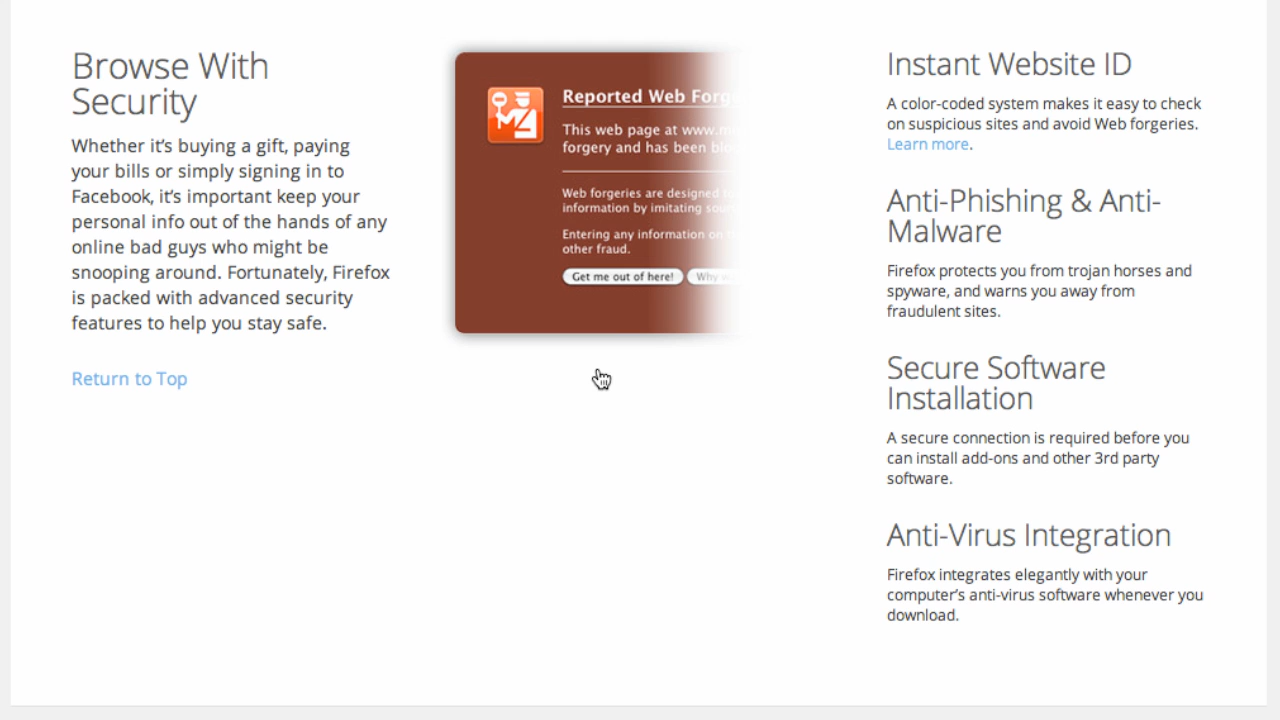 Browse With
Security
Whether it's buying a gift, paying
your bills or simply signing in to
Facebook, it's important keep your
personal info out of the hands of any
online bad guys who might be
snooping around. Fortunately, Firefox
is packed with advanced security
features to help you stay safe.
Return to Top
Reported Web
This web page at
forgery and has been
Web forgeries are designed
information by imitating
Entering any information on
other fraud.
Get me out of here!
Why
Instant Website ID
A color-coded system makes it easy to check
on suspicious sites and avoid Web forgeries.
Learn more.
Anti-Phishing & Anti-
Malware
Firefox protects you from trojan horses and
spyware, and warns you away from
fraudulent sites.
Secure Software
Installation
A secure connection is required before you
can install add-ons and other 3rd party
software.
Anti-Virus Integration
Firefox integrates elegantly with your
computer's anti-virus software whenever you
download.